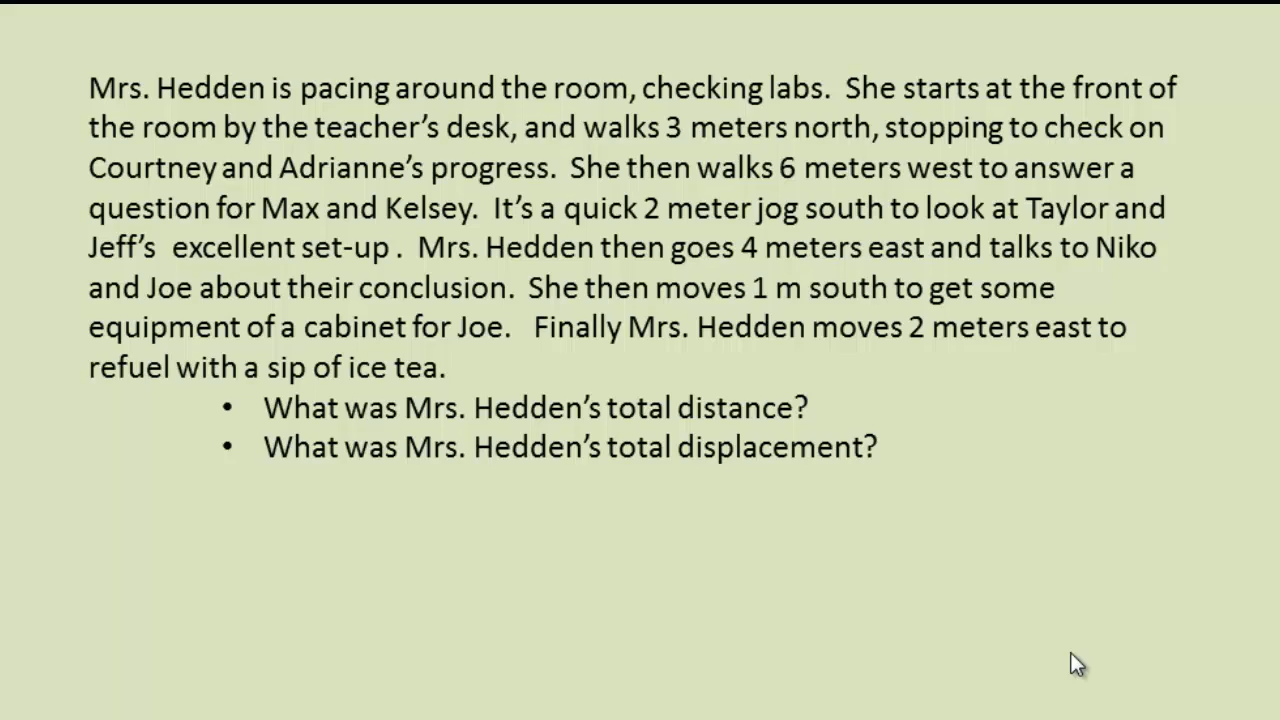 Mrs. Hedden is pacing around the room, checking labs.  She starts at the front of
the room by the teacher’s desk, and walks 3 meters north, stopping to check on
Courtney and Adrianne’s progress.  She then walks 6 meters west to answer a
question for Max and Kelsey.  It’s a quick 2 meter jog south to look at Taylor and
Jeff’s  excellent set-up .  Mrs. Hedden then goes 4 meters east and talks to Niko
and Joe about their conclusion.  She then moves 1 m south to get some
equipment of a cabinet for Joe.   Finally Mrs. Hedden moves 2 meters east to
refuel with a sip of ice tea.
• What was Mrs. Hedden’s total distance?
• What was Mrs. Hedden’s total displacement?